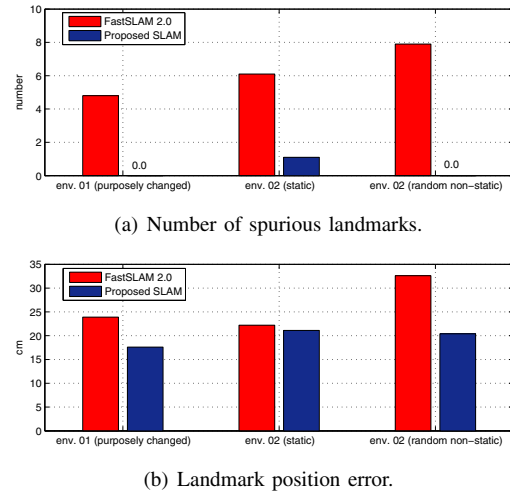 10
8
6
4
2
0
number
FastSLAM 2.0
Proposed SLAM
0.0
0.0
env. 01 (purposely changed)
env. 02 (static)
env. 02 (random non-static)
(a) Number of spurious landmarks.
35
30
25
20
15
10
5
0
cm
FastSLAM 2.0
Proposed SLAM
env. 01 (purposely changed)
env. 02 (static)
env. 02 (random non-static)
(b) Landmark position error.